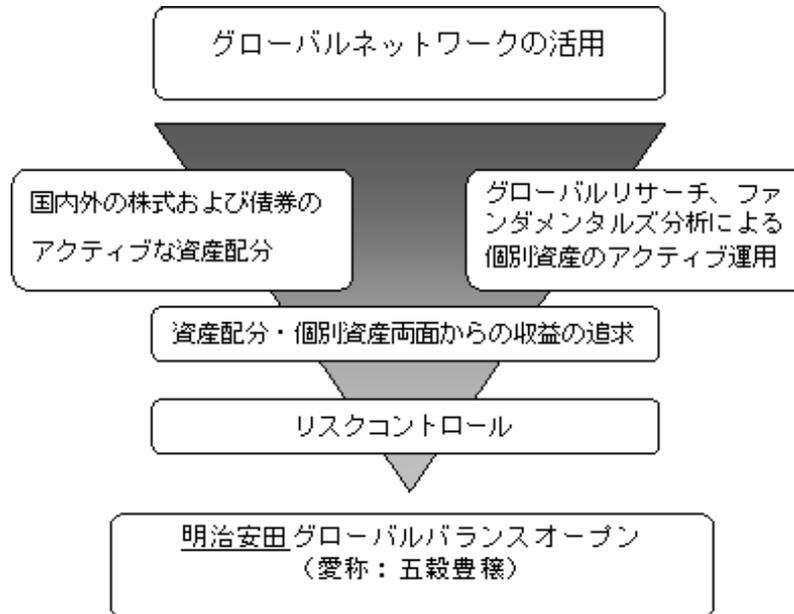 グローバルネットワークの活用
国内外の株式および債券の
アクティブな資産配分
グローバルリサーチ、ファ
ンダメンタルズ分析による
個別資産のアクティブ運用
資産配分・個別資産両面からの収益の追求
リスクコントロール
明治安田グローバルバランスオープン
（愛称：五穀豊穣）